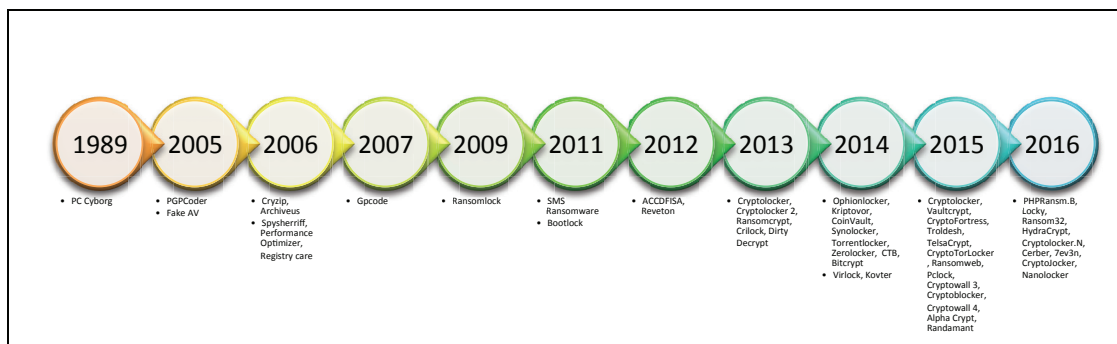 1989
2005
2006
2007
2009
2011
2012
2013
2014
2015
2016
• PC Cyborg
• PGPCoder
• Fake AV
• Cryzip,
Archiveus
• Spysherriff,
Performance
Optimizer,
Registry care
• Gpcode
• Ransomlock
• SMS
Ransomware
• Bootlock
• ACCDFISA,
Reveton
• Cryptolocker,
Cryptolocker 2,
Ransomcrypt,
Crilock, Dirty
Decrypt
• Ophionlocker,
Kriptovor,
CoinVault,
Synolocker,
Torrentlocker,
Zerolocker, CTB,
Bitcrypt
• Virlock, Kovter
• Cryptolocker,
Vaultcrypt,
CryptoFortress,
Troldesh,
TelsaCrypt,
CryptoTorLocker
, Ransomweb,
Pclock,
Cryptowall 3,
Cryptoblocker,
Cryptowall 4,
Alpha Crypt,
Randamant
• PHPRansm.B,
Locky,
Ransom32,
HydraCrypt,
Cryptolocker.N,
Cerber, 7ev3n,
CryptoJocker,
Nanolocker